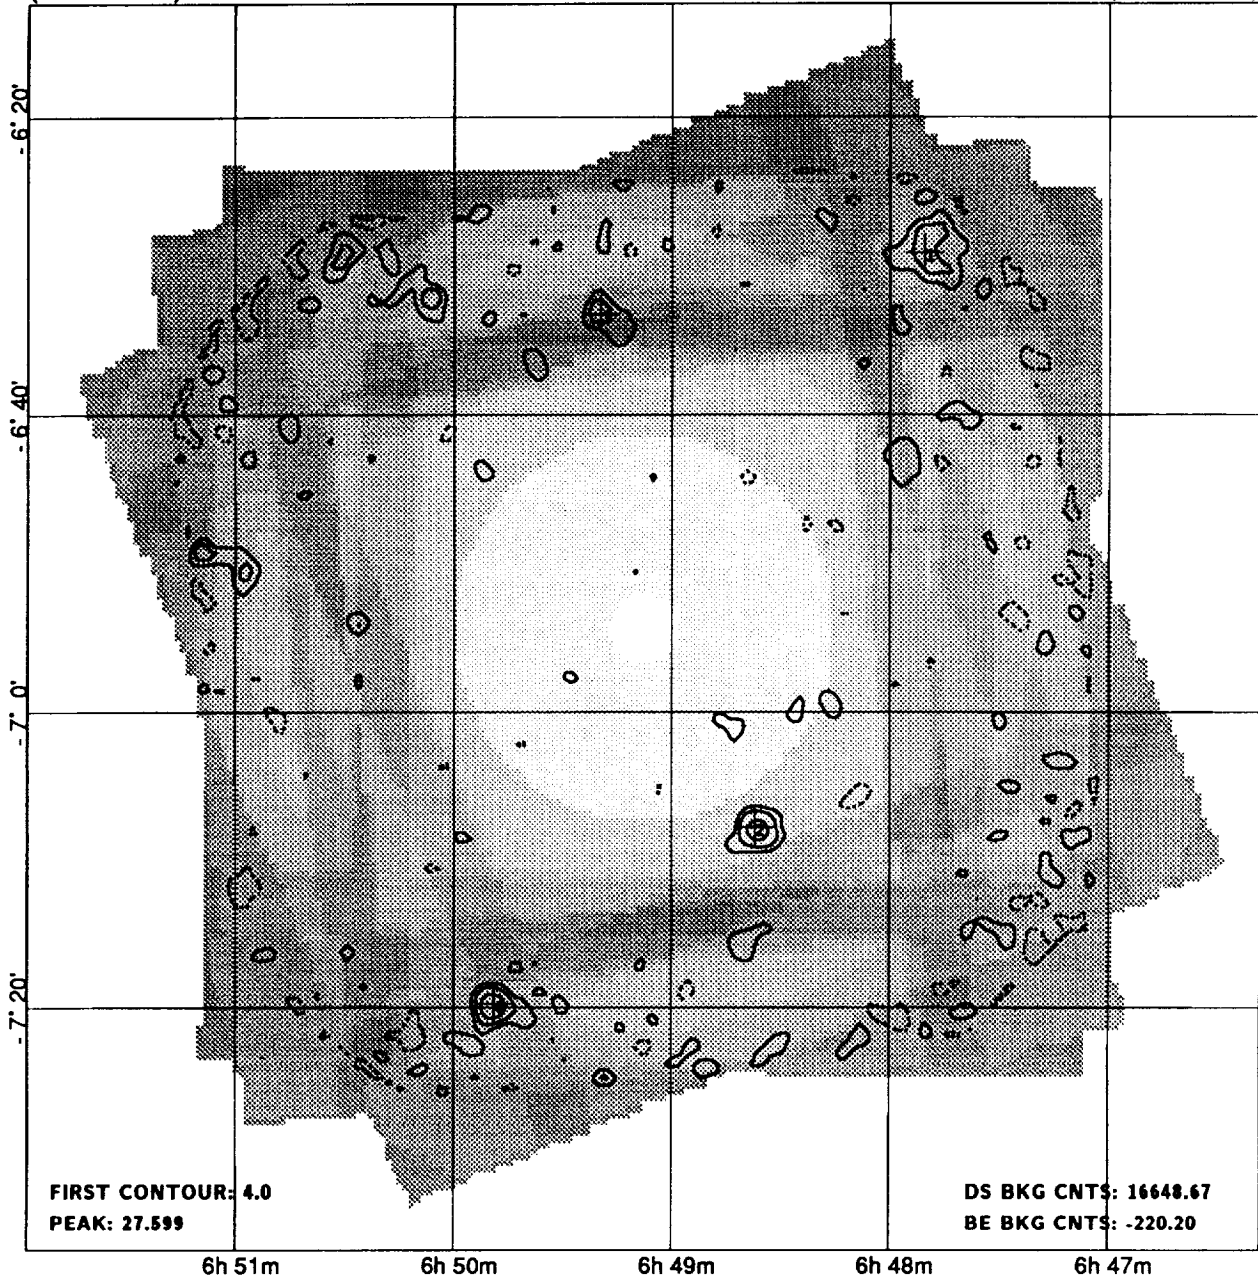 - 6° 20'
- 6° 40'
- 7° 0'
2
- 7° 20'
FIRST CONTOUR: 4.0
PEAK: 27.599
DS BKG CNTS: 16648.67
BE BKG CNTS: -220.20
6h 51m 6h 50m 6h 49m 6h 48m 6h 47m